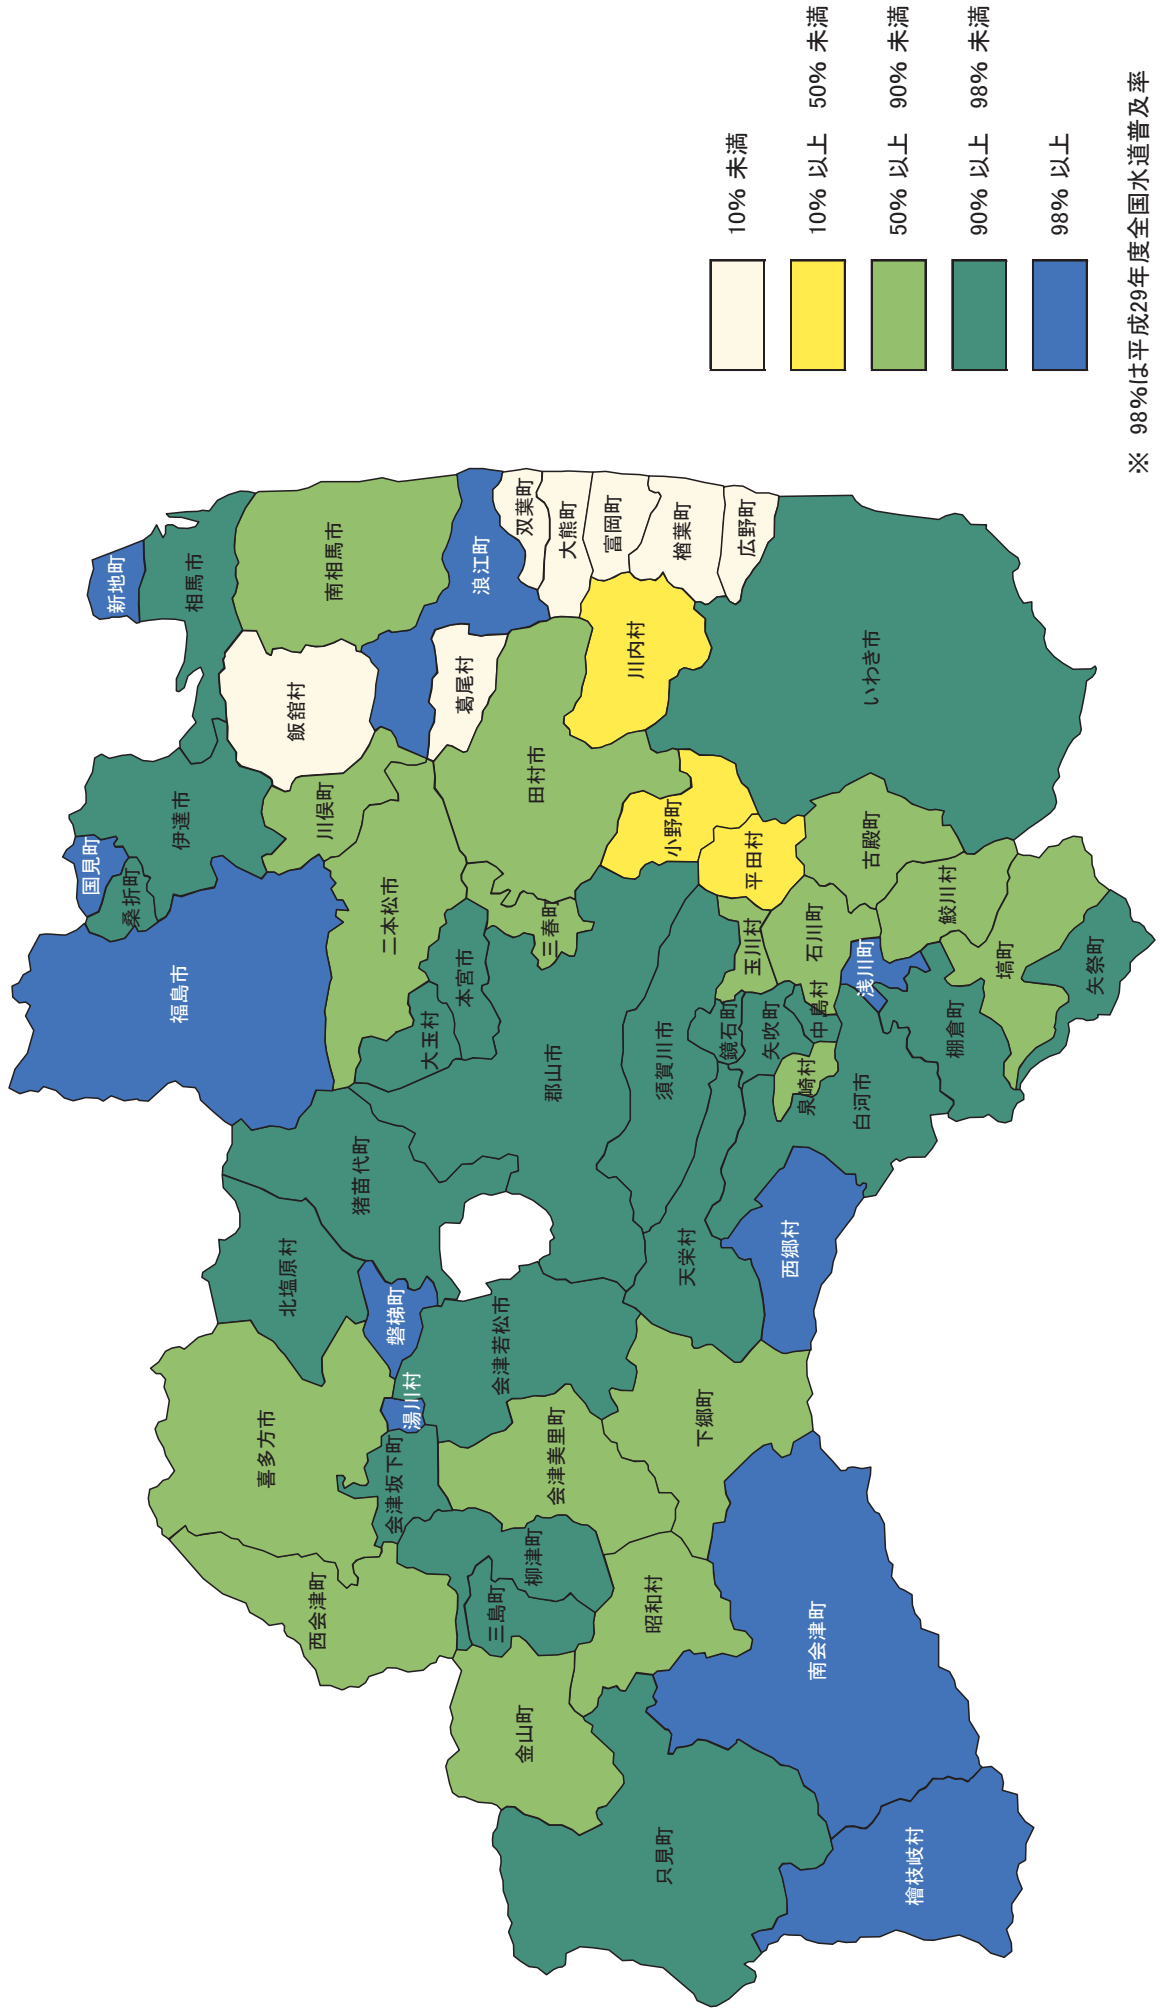 新地町
相馬市
南相馬市
浪江町
双葉町
大熊町
富岡町
楢葉町
広野町
飯舘村
葛尾村
川内村
いわき市
国見町
桑折町
伊達市
川俣町
福島市
二本松市
田村市
小野町
平田村
古殿町
鮫川村
三春町
本宮市
大玉村
郡山市
須賀川市
鏡石町
玉川村
石川町
浅川町
矢吹町
中島村
泉崎村
白河市
棚倉町
塙町
矢祭町
猪苗代町
北塩原村
磐梯町
会津若松市
天栄村
西郷村
湯川村
会津坂下町
喜多方市
西会津町
会津美里町
下郷町
柳津町
三島町
昭和村
金山町
只見町
南会津町
檜枝岐村
10% 未満
10% 以上 50% 未満
50% 以上 90% 未満
90% 以上 98% 未満
98% 以上
※ 98%は平成29年度全国水道普及率